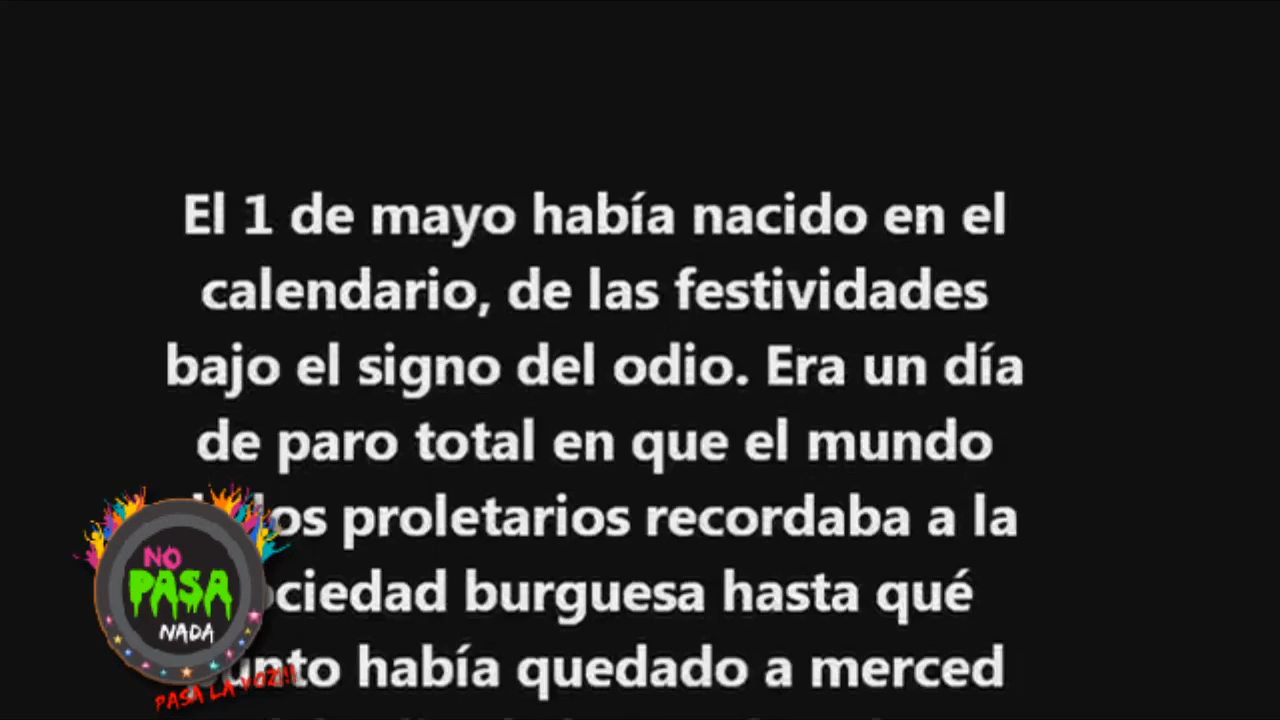 El 1 de mayo había nacido en el
calendario, de las festividades
bajo el signo del odio. Era un día
de paro total en que el mundo
los proletarios recordaba a la
burguesa hasta qué
había quedado a merced
NO
PASA
NADA
PASA LA VOZ!!